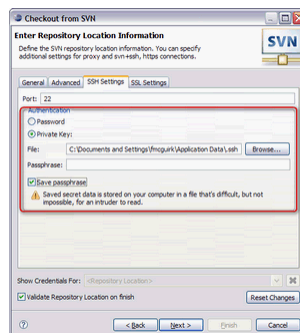 Checkout from SVN
Enter Repository Location Information
Define the SVN repository location information. You can specify
additional settings for proxy and svn+ssh, https connections.
SVN
General Advanced SSH Settings SSL Settings
Port: 22
Authentication
Password
Private Key:
File: C:\Documents and Settings\fmcguirk\Application Data\.ssh Browse...
Passphrase:
Save passphrase
Saved secret data is stored on your computer in a file that's difficult, but not
impossible, for an intruder to read.
Show Credentials For: <Repository Location>
Validate Repository Location on finish Reset Changes
< Back Next > Finish Cancel